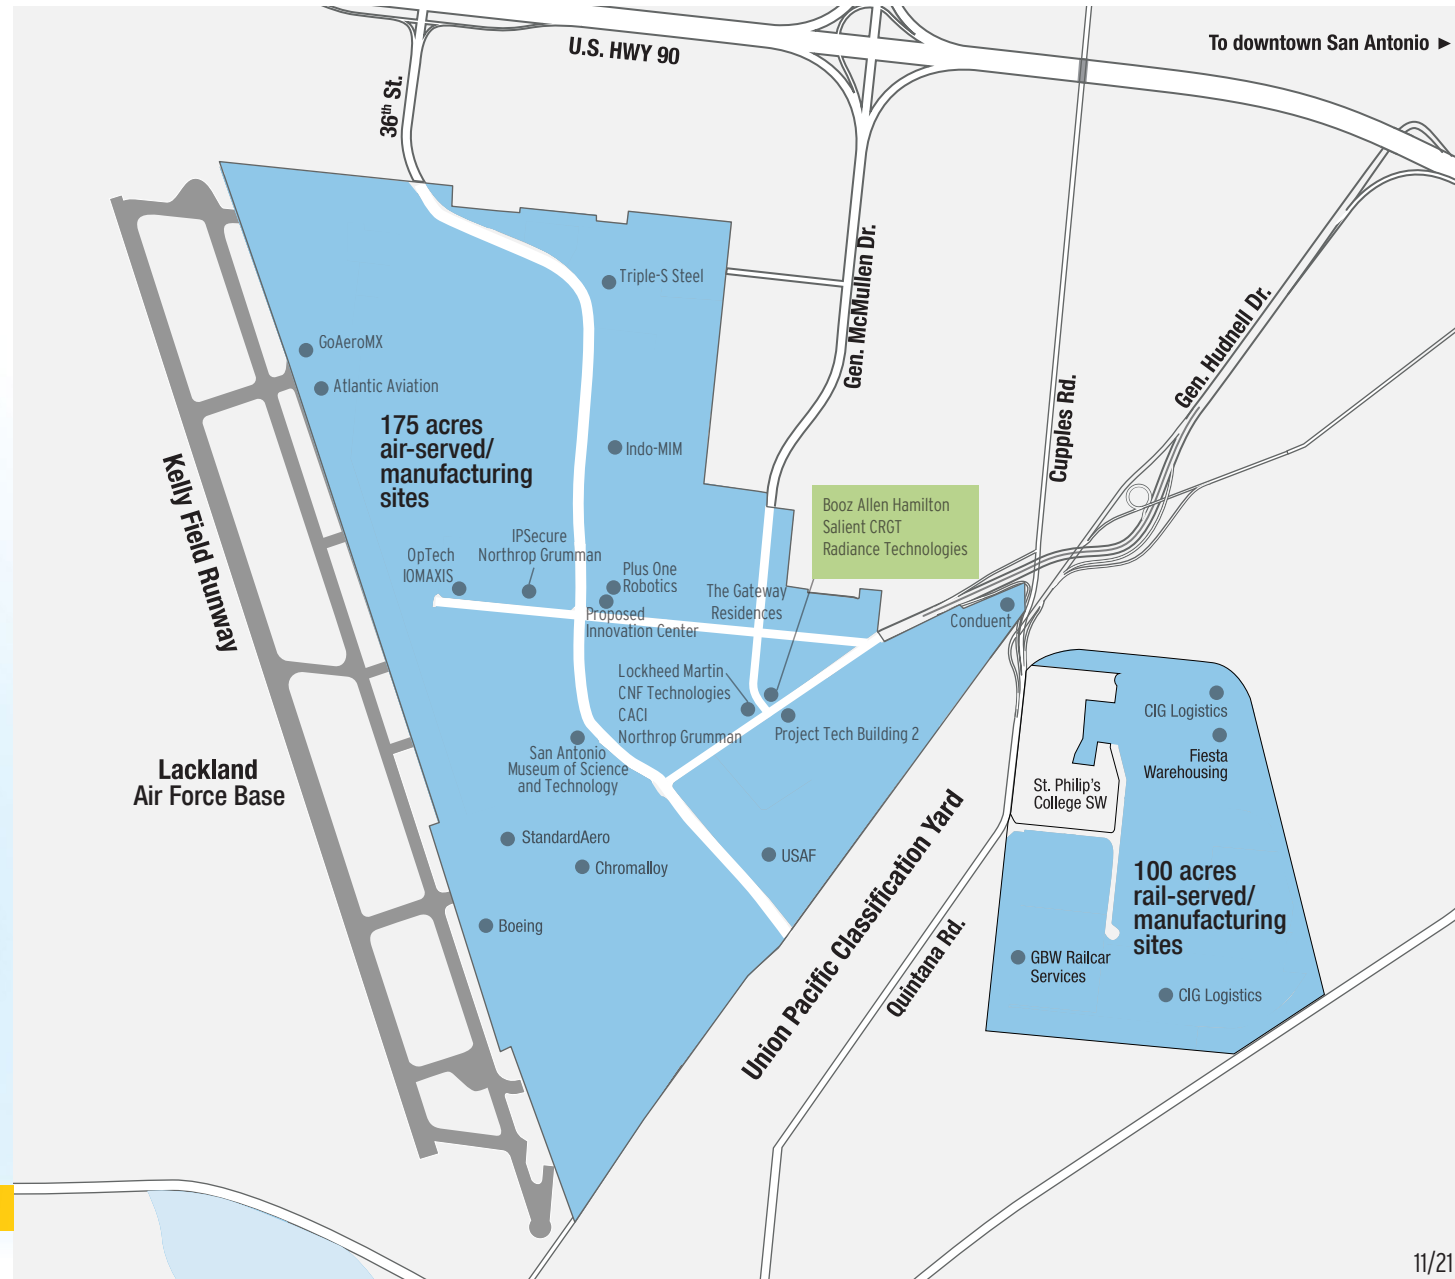 To downtown San Antonio ►
U.S. HWY 90
36th St.
Gen. McMullen Dr.
Cupples Rd.
Gen. Hudnell Dr.
Triple-S Steel
GoAeroMX
Atlantic Aviation
175 acres
air-served/
manufacturing
sites
Indo-MIM
Kelly Field Runway
Booz Allen Hamilton
Salient CRGT
Radiance Technologies
OpTech
IOMAXIS
IPSecure
Northrop Grumman
Plus One
Robotics
Proposed
Innovation Center
The Gateway
Residences
Conduent
Lockheed Martin
CNF Technologies
CACI
Northrop Grumman
Project Tech Building 2
San Antonio
Museum of Science
and Technology
Lackland
Air Force Base
CIG Logistics
Fiesta
Warehousing
St. Philip's
College SW
StandardAero
Chromalloy
USAF
Boeing
Union Pacific Classification Yard
Quintana Rd.
100 acres
rail-served/
manufacturing
sites
GBW Railcar
Services
CIG Logistics
11/21